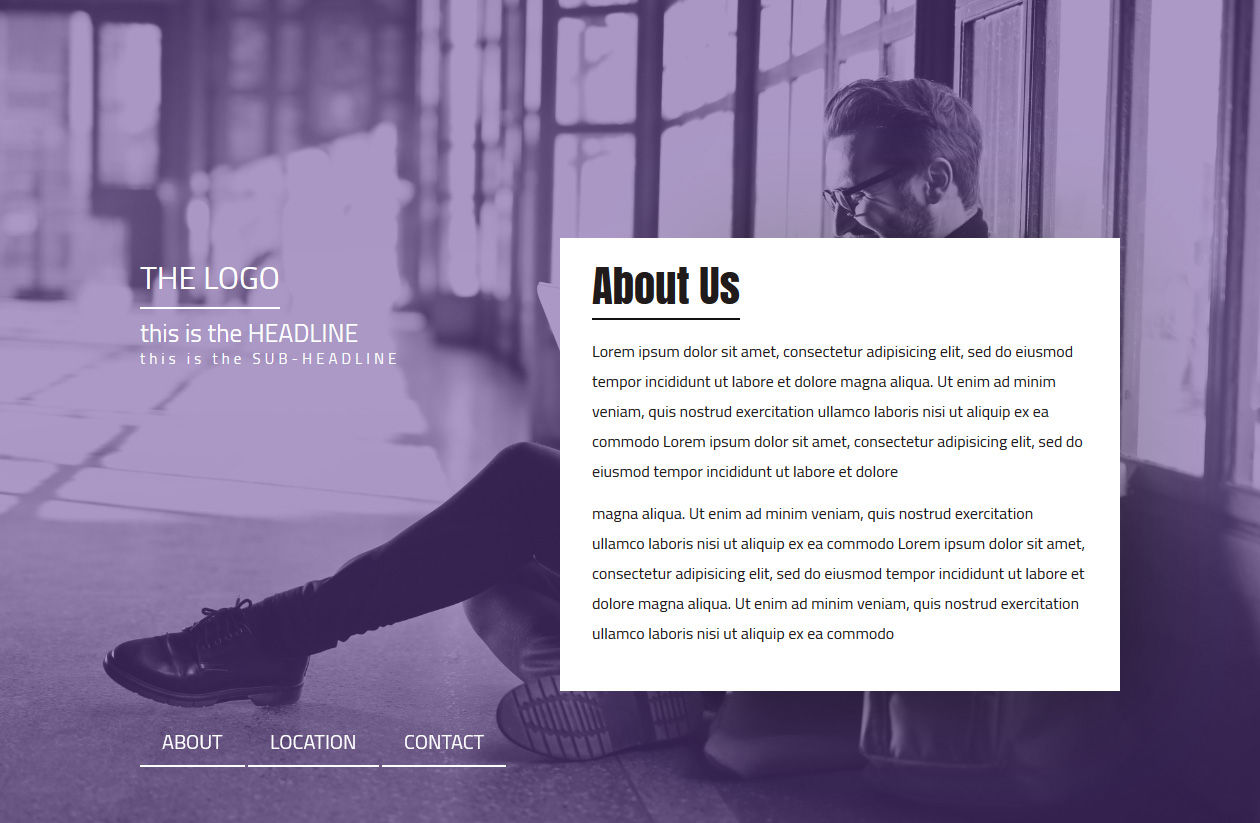 THE LOGO
this is the HEADLINE
this is the SUB-HEADLINE
About Us
Lorem ipsum dolor sit amet, consectetur adipisicing elit, sed do eiusmod
tempor incididunt ut labore et dolore magna aliqua. Ut enim ad minim
veniam, quis nostrud exercitation ullamco laboris nisi ut aliquip ex ea
commodo Lorem ipsum dolor sit amet, consectetur adipisicing elit, sed do
eiusmod tempor incididunt ut labore et dolore
magna aliqua. Ut enim ad minim veniam, quis nostrud exercitation
ullamco laboris nisi ut aliquip ex ea commodo Lorem ipsum dolor sit amet,
consectetur adipisicing elit, sed do eiusmod tempor incididunt ut labore et
dolore magna aliqua. Ut enim ad minim veniam, quis nostrud exercitation
ullamco laboris nisi ut aliquip ex ea commodo
ABOUT LOCATION CONTACT